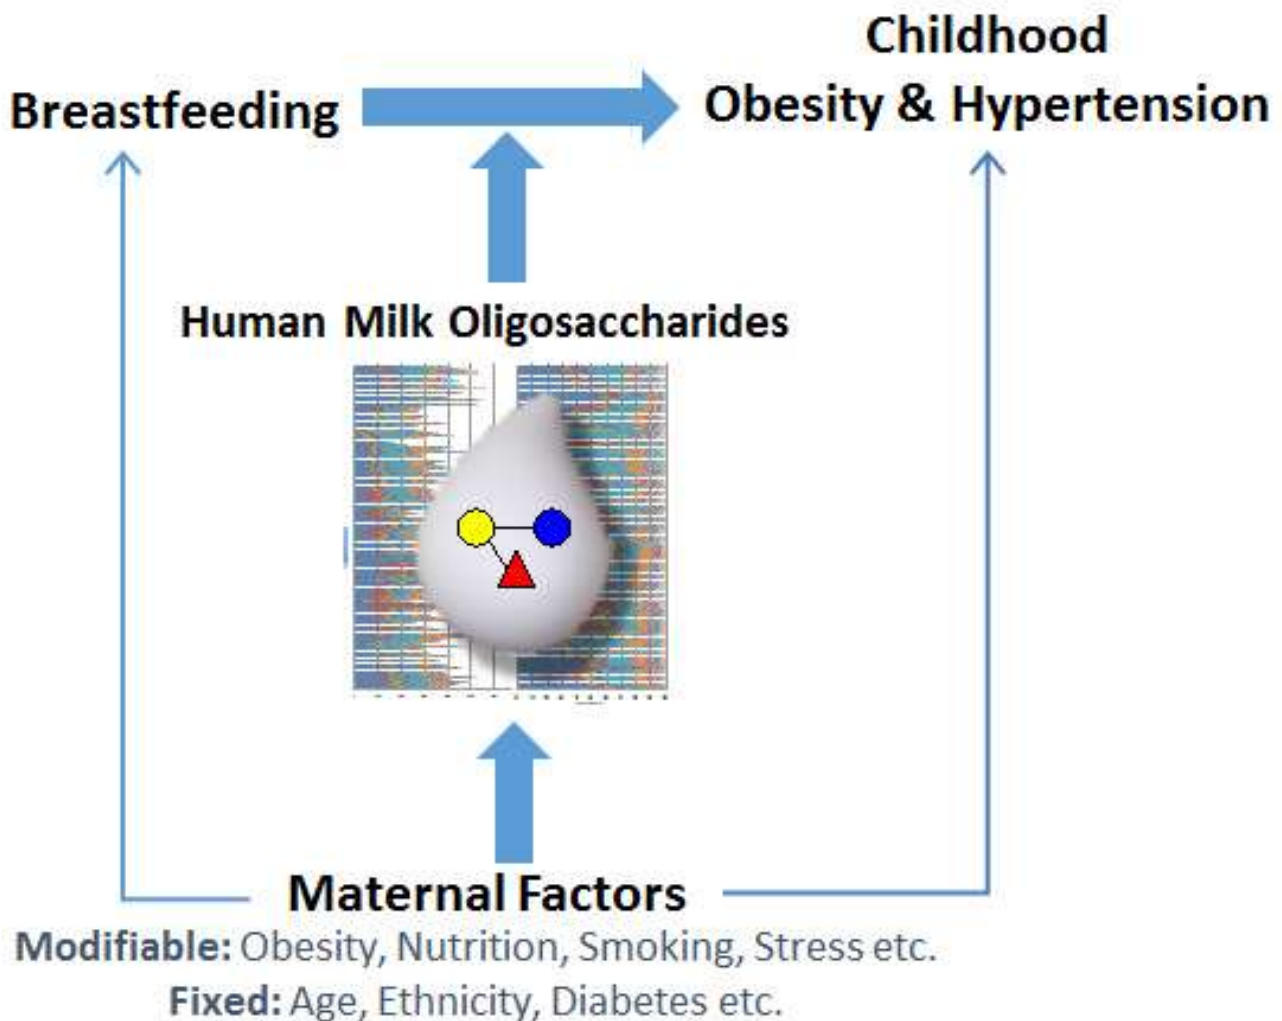 Childhood
Breastfeeding
Obesity & Hypertension
Human Milk Oligosaccharides
Maternal Factors
Modifiable: Obesity, Nutrition, Smoking, Stress etc.
Fixed: Age, Ethnicity, Diabetes etc.